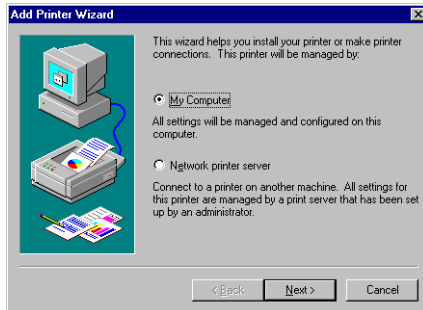 Add Printer Wizard
This wizard helps you install your printer or make printer
connections. This printer will be managed by:
My Computer
All settings will be managed and configured on this
computer.
Network printer server
Connect to a printer on another machine. All settings for
this printer are managed by a print server that has been set
up by an administrator.
< Back
Next >
Cancel